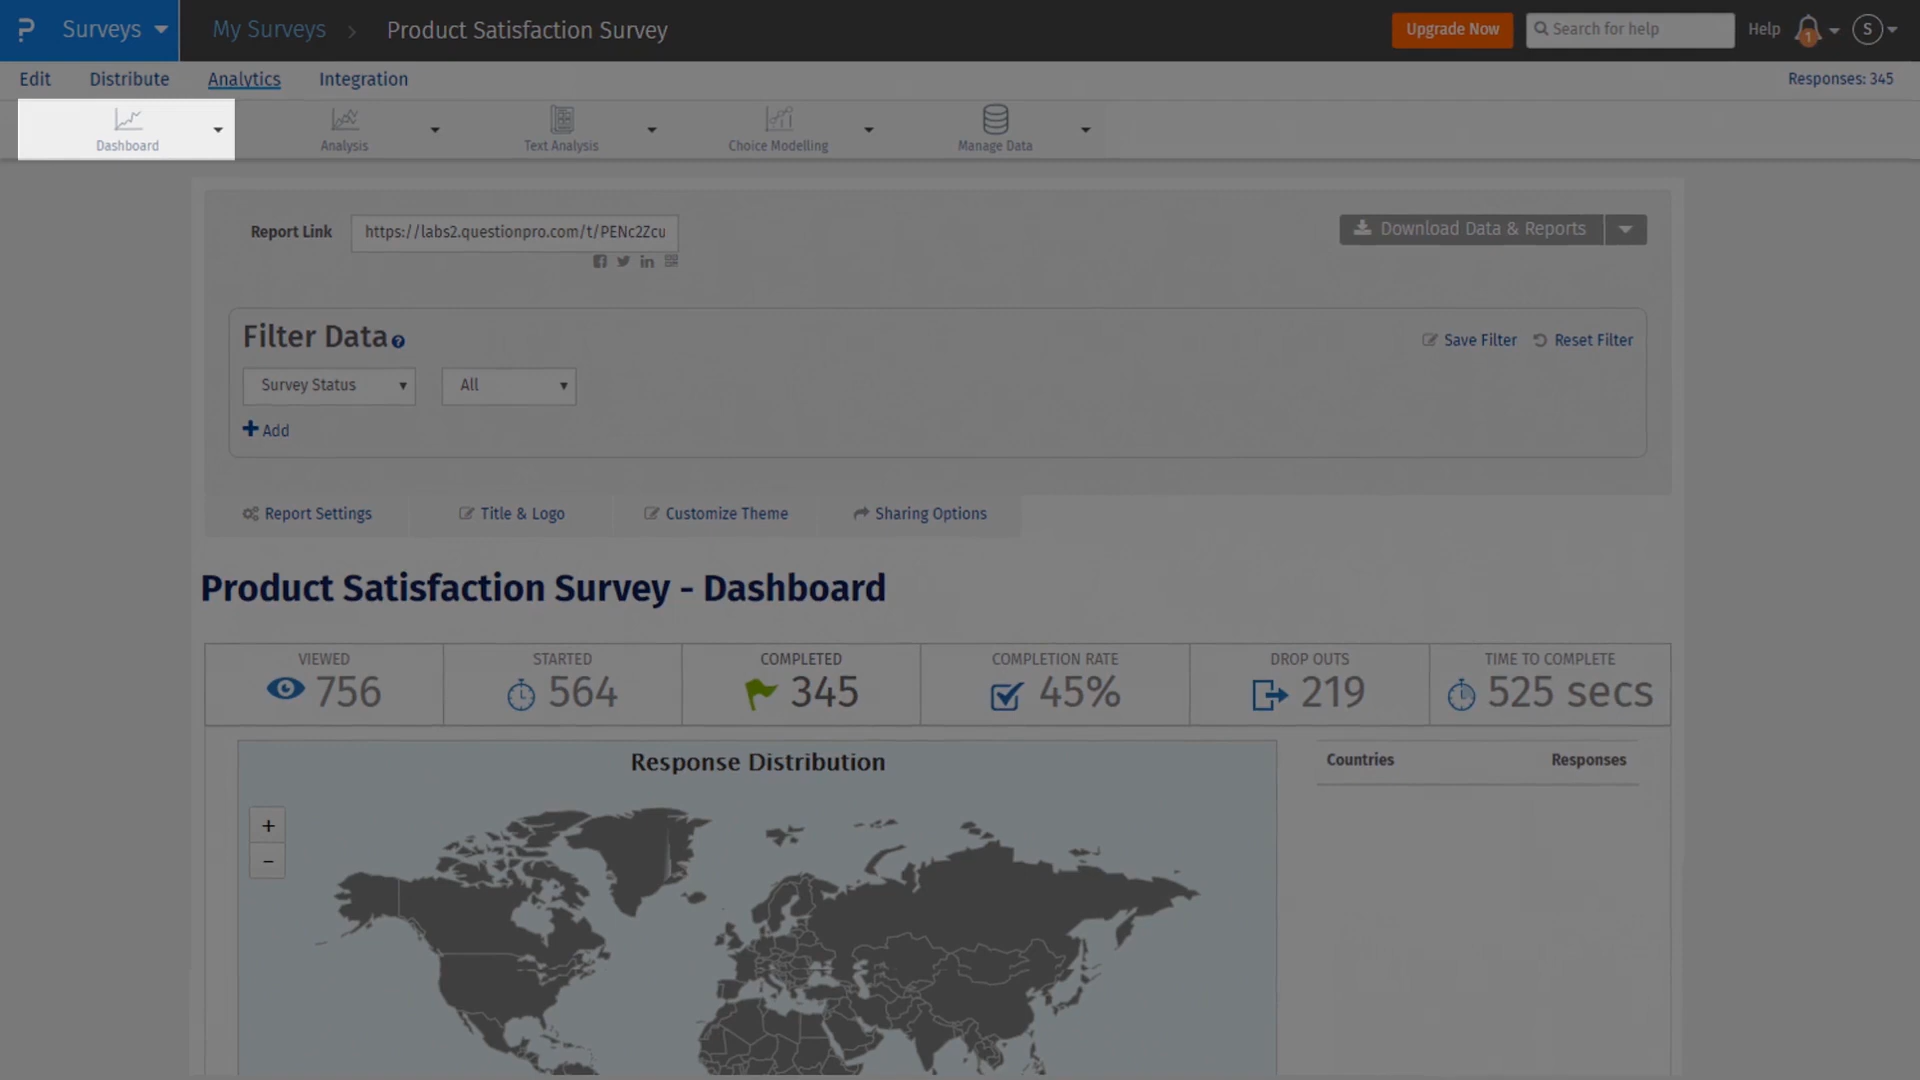 Surveys My Surveys Product Satisfaction Survey Upgrade Now Search for help Help 1 S
Edit Distribute Analytics Integration Responses: 345
Dashboard Analysis Text Analysis Choice Modelling Manage Data
Report Link https://labs2.questionpro.com/t/PENc2Zcu Download Data & Reports
Filter Data ?
Save Filter Reset Filter
Survey Status All
+ Add
Report Settings Title & Logo Customize Theme Sharing Options
Product Satisfaction Survey - Dashboard
VIEWED STARTED COMPLETED COMPLETION RATE DROP OUTS TIME TO COMPLETE
756 564 345 45% 219 525 secs
Response Distribution
Countries Responses
+
−